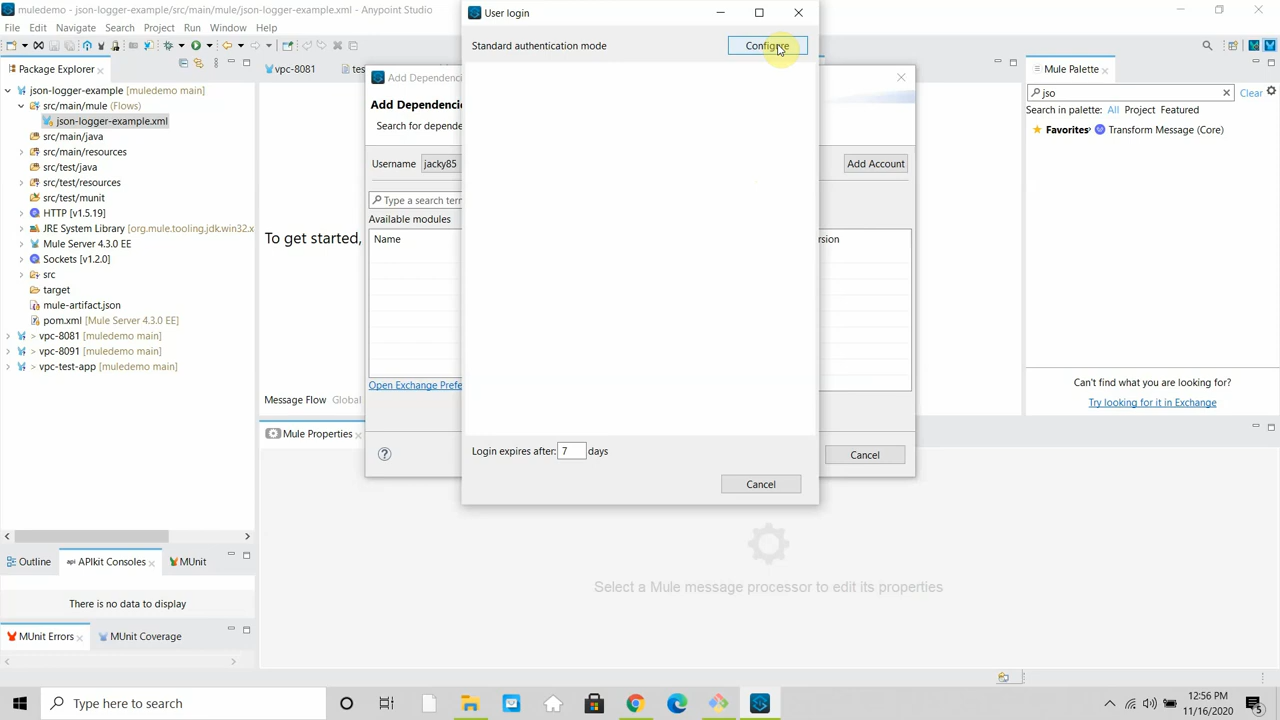 muledemo - json-logger-example/src/main/mule/json-logger-example.xml - Anypoint Studio
File Edit Navigate Search Project Run Window Help
Package Explorer
json-logger-example [muledemo main]
src/main/mule (Flows)
json-logger-example.xml
src/main/java
src/main/resources
src/test/java
src/test/resources
src/test/munit
HTTP [v1.5.19]
JRE System Library [org.mule.tooling.jdk.win32.x
Mule Server 4.3.0 EE
Sockets [v1.2.0]
src
target
mule-artifact.json
pom.xml [Mule Server 4.3.0 EE]
> vpc-8081 [muledemo main]
> vpc-8091 [muledemo main]
> vpc-test-app [muledemo main]
Outline
api APIkit Consoles
MUnit
There is no data to display
MUnit Errors
MUnit Coverage
vpc-8081
To get started,
Message Flow Global
Add Dependenci
Add Dependencie
Search for depende
Username jacky85
Add Account
Type a search tern
Available modules
Name
rsion
Open Exchange Prefe
Cancel
User login
Standard authentication mode
Configure
Login expires after: 7 days
Cancel
Mule Properties
Select a Mule message processor to edit its properties
Mule Palette
jso
Clear
Search in palette: All Project Featured
Favorites Transform Message (Core)
Can't find what you are looking for?
Try looking for it in Exchange
Type here to search
12:56 PM
11/16/2020
5